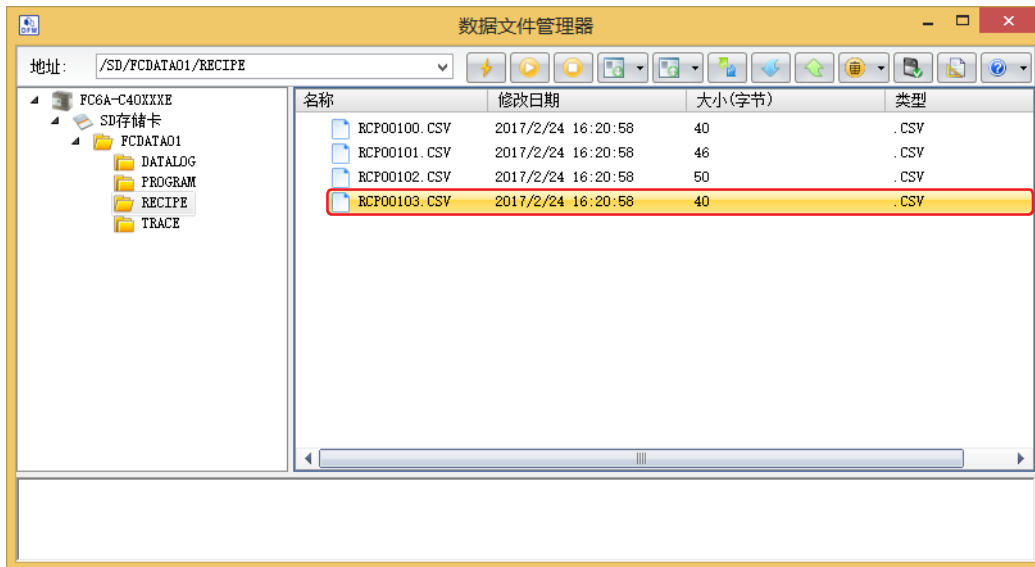 数据文件管理器
DFM
地址: /SD/FCDATA01/RECIPE
FC6A-C40XXXE
SD存储卡
FCDATA01
DATALOG
PROGRAM
RECIPE
TRACE
名称 修改日期 大小(字节) 类型
RCP00100.CSV 2017/2/24 16:20:58 40 .CSV
RCP00101.CSV 2017/2/24 16:20:58 46 .CSV
RCP00102.CSV 2017/2/24 16:20:58 50 .CSV
RCP00103.CSV 2017/2/24 16:20:58 40 .CSV